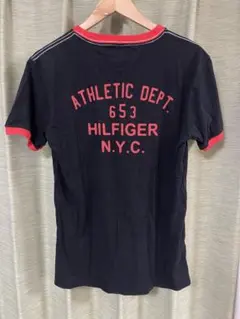 ATHLETIC DEPT.
653
HILFIGER
N.Y.C.